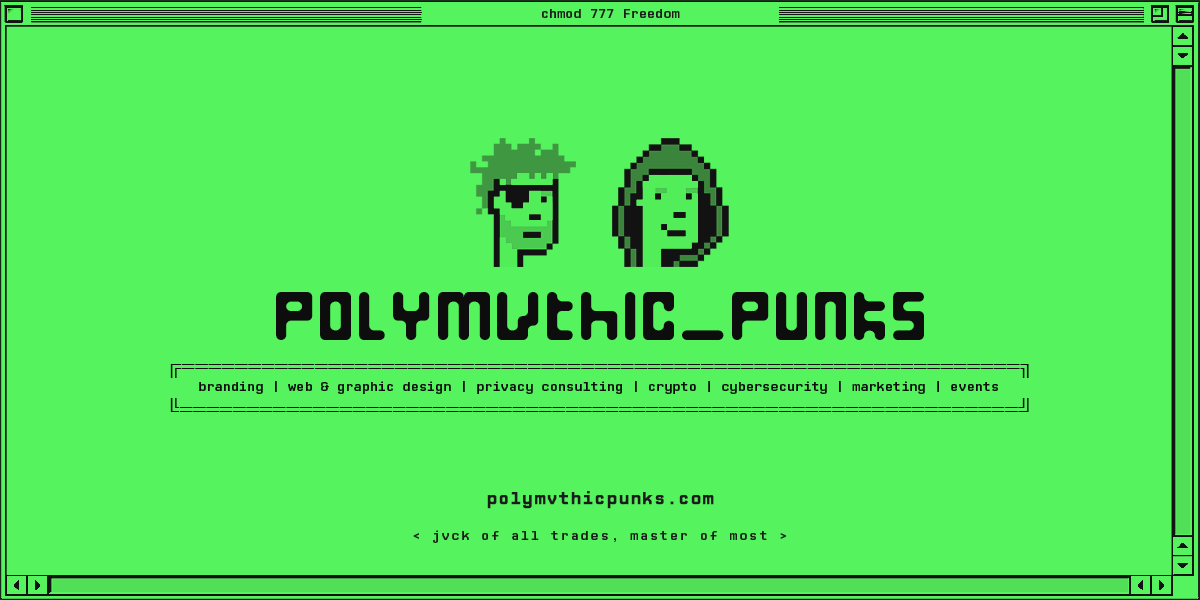 chmod 777 Freedom
POLYMVTHIC_PUNKS
branding | web & graphic design | privacy consulting | crypto | cybersecurity | marketing | events
polymvthicpunks.com
< jvck of all trades, master of most >